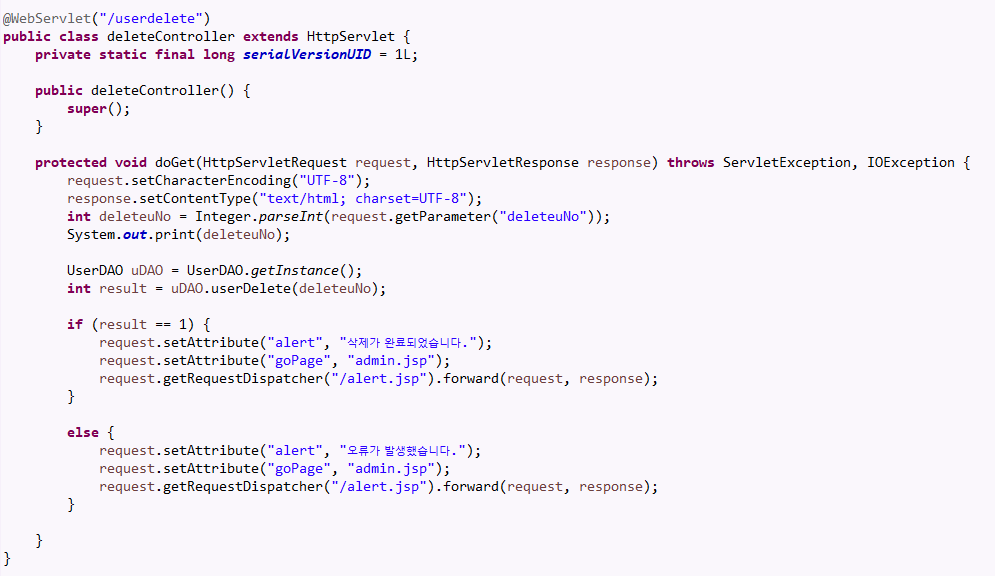 @WebServlet("/userdelete")
public class deleteController extends HttpServlet {
    private static final long serialVersionUID = 1L;

    public deleteController() {
        super();
    }

    protected void doGet(HttpServletRequest request, HttpServletResponse response) throws ServletException, IOException {
        request.setCharacterEncoding("UTF-8");
        response.setContentType("text/html; charset=UTF-8");
        int deleteuNo = Integer.parseInt(request.getParameter("deleteuNo"));
        System.out.print(deleteuNo);

        UserDAO uDAO = UserDAO.getInstance();
        int result = uDAO.userDelete(deleteuNo);

        if (result == 1) {
            request.setAttribute("alert", "삭제가 완료되었습니다.");
            request.setAttribute("goPage", "admin.jsp");
            request.getRequestDispatcher("/alert.jsp").forward(request, response);
        }

        else {
            request.setAttribute("alert", "오류가 발생했습니다.");
            request.setAttribute("goPage", "admin.jsp");
            request.getRequestDispatcher("/alert.jsp").forward(request, response);
        }

    }
}